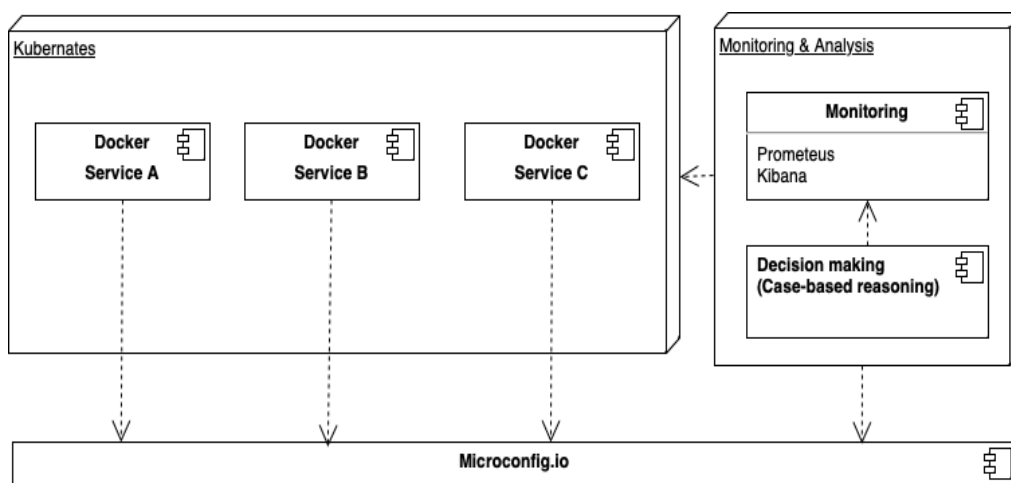 Kubernates
Docker
Service A
Docker
Service B
Docker
Service C
Monitoring & Analysis
Monitoring
Prometeus
Kibana
Decision making
(Case-based reasoning)
Microconfig.io